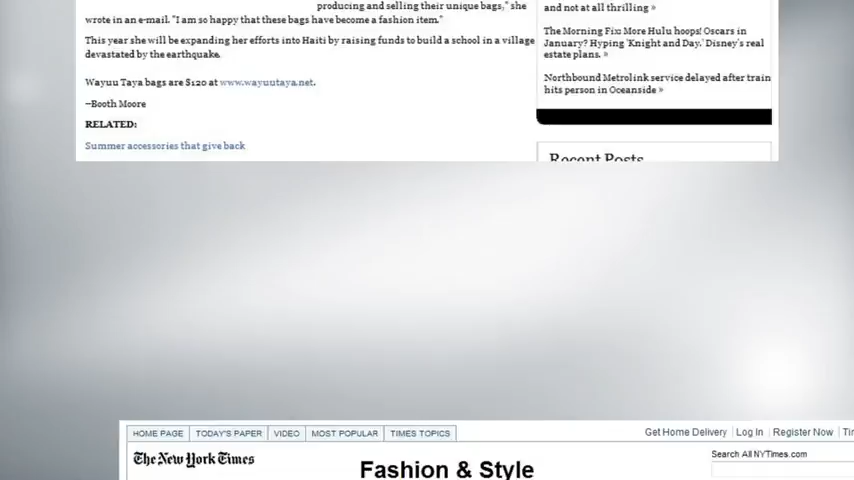 producing and selling their unique bags," she
wrote in an e-mail. "I am so happy that these bags have become a fashion item."
This year she will be expanding her efforts into Haiti by raising funds to build a school in a village
devastated by the earthquake.
Wayuu Taya bags are $120 at www.wayuutaya.net.
--Booth Moore
RELATED:
Summer accessories that give back
and not at all thrilling »
The Morning Fix: More Hulu hoops! Oscars in
January? Hyping 'Knight and Day.' Disney's real
estate plans. »
Northbound Metrolink service delayed after train
hits person in Oceanside »
Recent Posts
HOME PAGE TODAY'S PAPER VIDEO MOST POPULAR TIMES TOPICS
Get Home Delivery Log In Register Now
The New York Times
Fashion & Style
Search All NYTimes.com